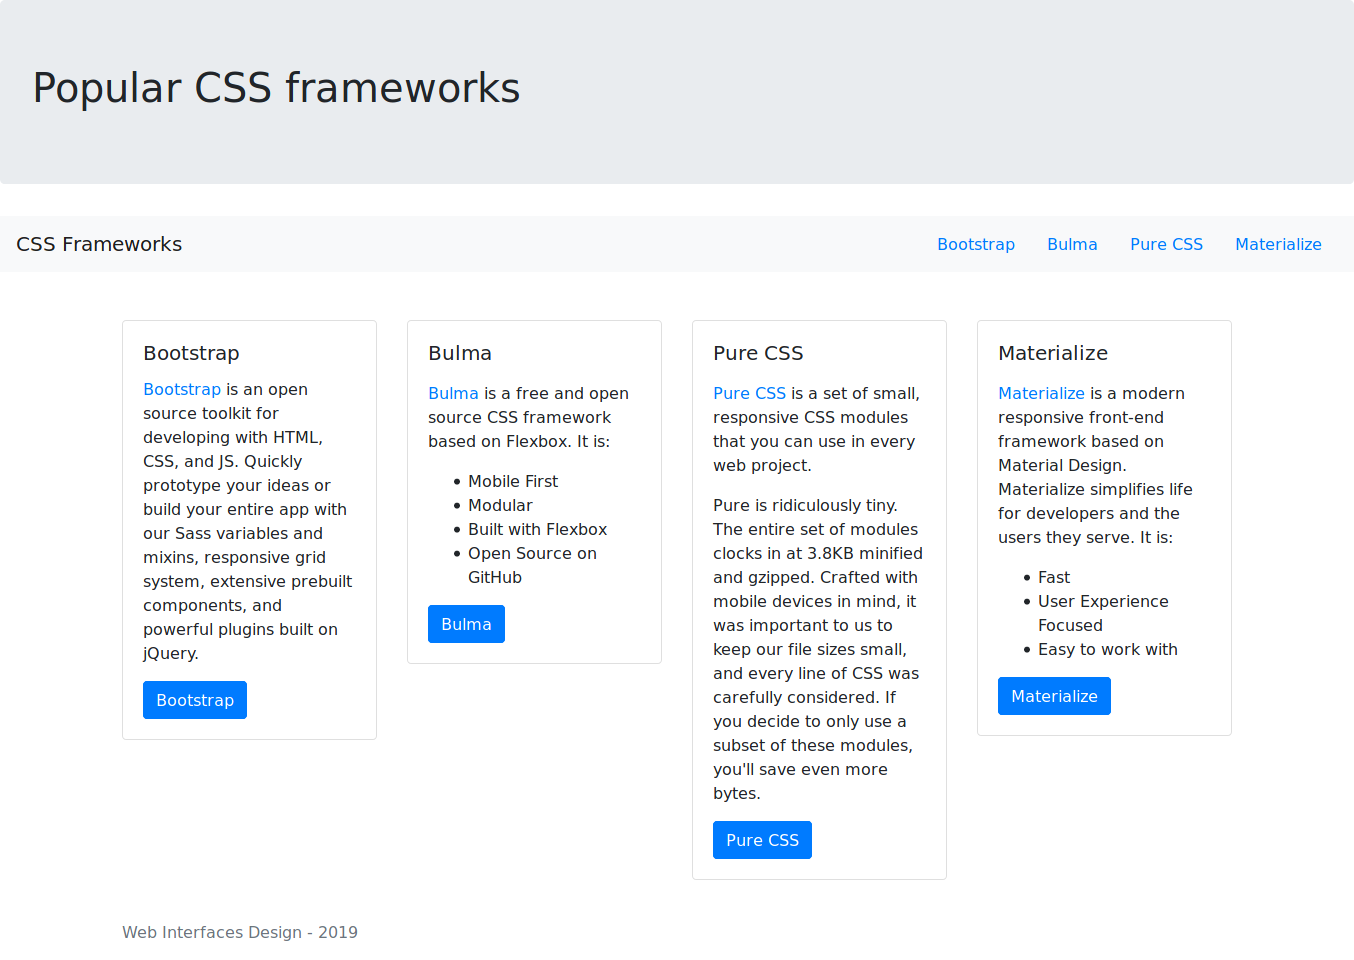 Popular CSS frameworks
CSS Frameworks
Bootstrap
Bulma
Pure CSS
Materialize
Bootstrap
Bootstrap is an open
source toolkit for
developing with HTML,
CSS, and JS. Quickly
prototype your ideas or
build your entire app with
our Sass variables and
mixins, responsive grid
system, extensive prebuilt
components, and
powerful plugins built on
jQuery.
Bootstrap
Bulma
Bulma is a free and open
source CSS framework
based on Flexbox. It is:
Mobile First
Modular
Built with Flexbox
Open Source on
GitHub
Bulma
Pure CSS
Pure CSS is a set of small,
responsive CSS modules
that you can use in every
web project.
Pure is ridiculously tiny.
The entire set of modules
clocks in at 3.8KB minified
and gzipped. Crafted with
mobile devices in mind, it
was important to us to
keep our file sizes small,
and every line of CSS was
carefully considered. If
you decide to only use a
subset of these modules,
you'll save even more
bytes.
Pure CSS
Materialize
Materialize is a modern
responsive front-end
framework based on
Material Design.
Materialize simplifies life
for developers and the
users they serve. It is:
Fast
User Experience
Focused
Easy to work with
Materialize
Web Interfaces Design - 2019